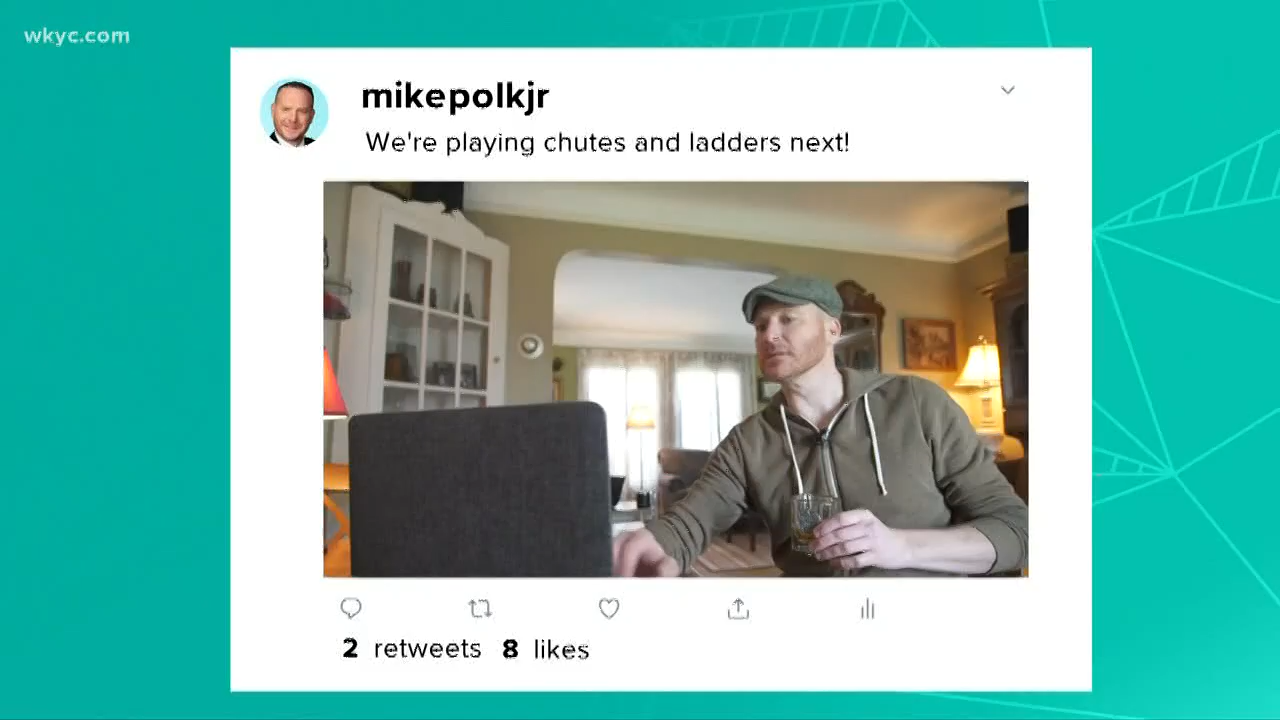 wkyc.com
mikepolkjr
We're playing chutes and ladders next!
2 retweets 8 likes